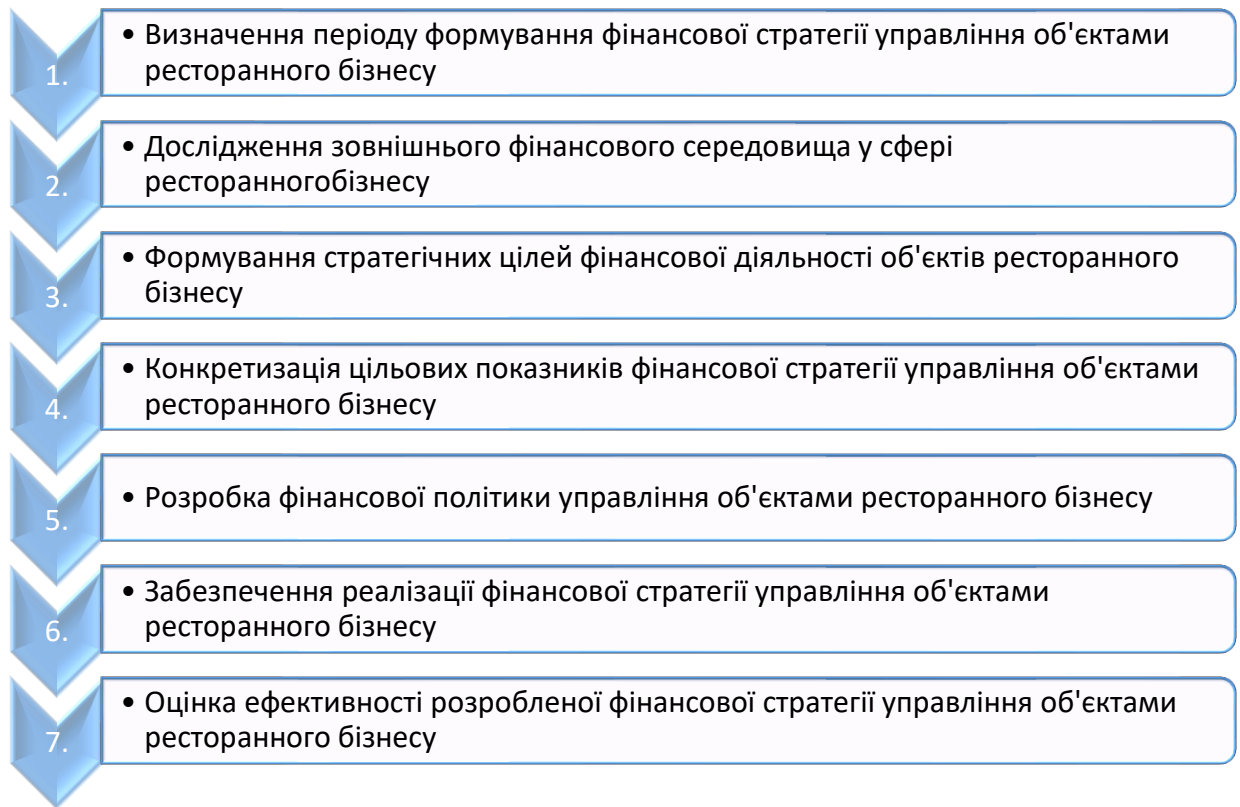 1.
• Визначення періоду формування фінансової стратегії управління об'єктами
ресторанного бізнесу
2.
• Дослідження зовнішнього фінансового середовища у сфері
ресторанногобізнесу
3.
• Формування стратегічних цілей фінансової діяльності об'єктів ресторанного
бізнесу
4.
• Конкретизація цільових показників фінансової стратегії управління об'єктами
ресторанного бізнесу
5.
• Розробка фінансової політики управління об'єктами ресторанного бізнесу
6.
• Забезпечення реалізації фінансової стратегії управління об'єктами
ресторанного бізнесу
7.
• Оцінка ефективності розробленої фінансової стратегії управління об'єктами
ресторанного бізнесу